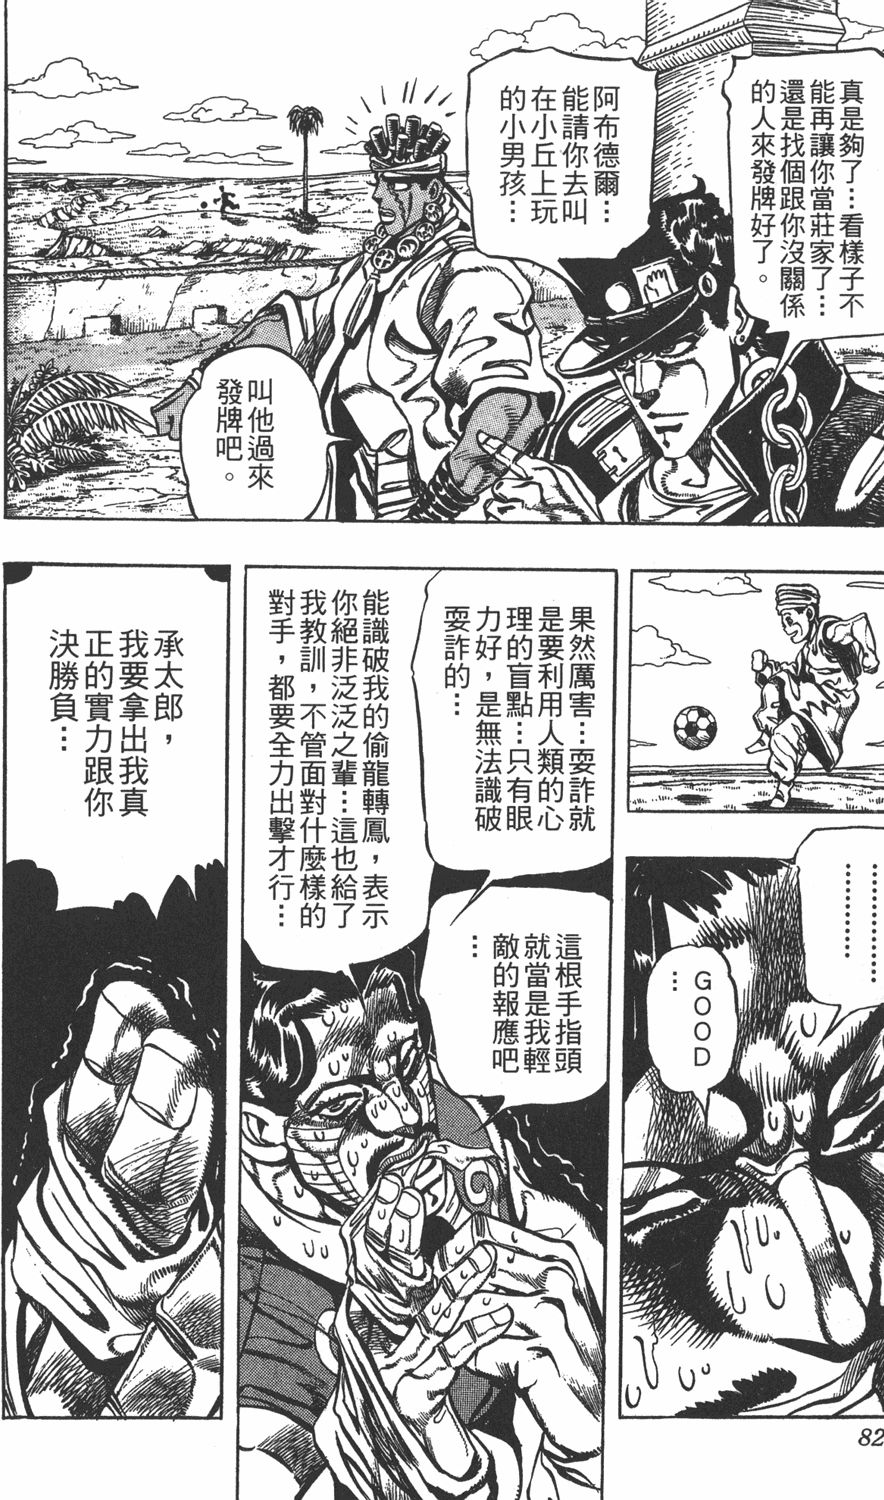 真是夠了…看樣子不
能再讓你當莊家了…
還是找個跟你沒關係
的人來發牌好了。
阿布德爾…
能請你去叫
在小丘上玩
的小男孩…
叫他過來
發牌吧。
…………
GOOD
…
果然厲害…耍詐就
是要利用人類的心
理的盲點…只有眼
力好，是無法識破
耍詐的…
這根手指頭
就當是我輕
敵的報應吧
…
能識破我的偷龍轉鳳，表示
你絕非泛泛之輩…這也給了
我教訓，不管面對什麼樣的
對手，都要全力出擊才行…
承太郎，
我要拿出我真
正的實力跟你
決勝負…
82